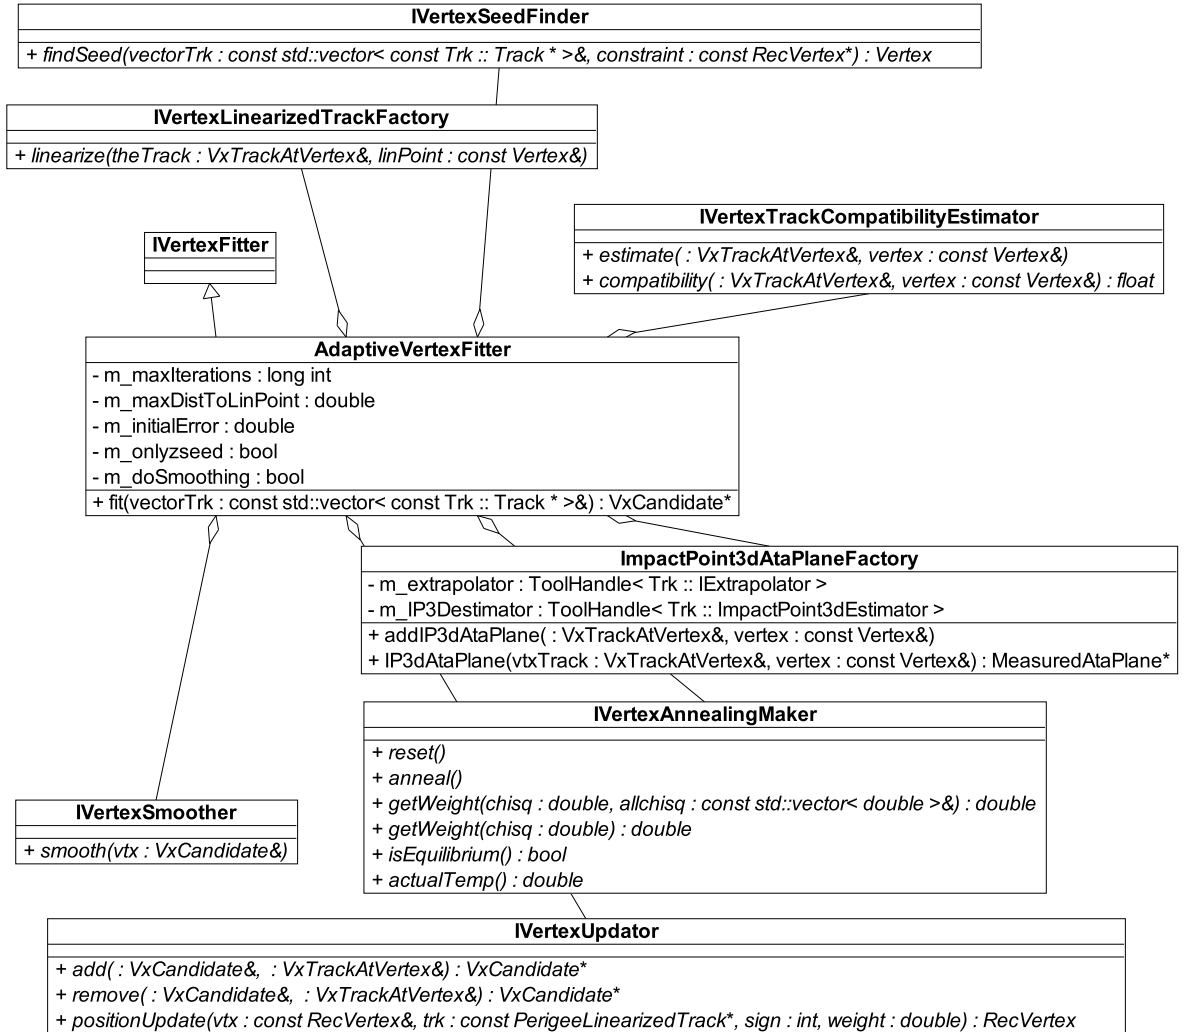 IVertexSeedFinder
+ findSeed(vectorTrk : const std::vector< const Trk :: Track * >&, constraint : const RecVertex*) : Vertex
IVertexLinearizedTrackFactory
+ linearize(theTrack : VxTrackAtVertex&, linPoint : const Vertex&)
IVertexTrackCompatibilityEstimator
+ estimate( : VxTrackAtVertex&, vertex : const Vertex&)
+ compatibility( : VxTrackAtVertex&, vertex : const Vertex&) : float
IVertexFitter
AdaptiveVertexFitter
- m_maxIterations : long int
- m_maxDistToLinPoint : double
- m_initialError : double
- m_onlyzseed : bool
- m_doSmoothing : bool
+ fit(vectorTrk : const std::vector< const Trk :: Track * >&) : VxCandidate*
ImpactPoint3dAtaPlaneFactory
- m_extrapolator : ToolHandle< Trk :: IExtrapolator >
- m_IP3Destimator : ToolHandle< Trk :: ImpactPoint3dEstimator >
+ addIP3dAtaPlane( : VxTrackAtVertex&, vertex : const Vertex&)
+ IP3dAtaPlane(vtxTrack : VxTrackAtVertex&, vertex : const Vertex&) : MeasuredAtaPlane*
IVertexAnnealingMaker
+ reset()
+ anneal()
+ getWeight(chisq : double, allchisq : const std::vector< double >&) : double
+ getWeight(chisq : double) : double
+ isEquilibrium() : bool
+ actualTemp() : double
IVertexSmoother
+ smooth(vtx : VxCandidate&)
IVertexUpdator
+ add( : VxCandidate&,  : VxTrackAtVertex&) : VxCandidate*
+ remove( : VxCandidate&,  : VxTrackAtVertex&) : VxCandidate*
+ positionUpdate(vtx : const RecVertex&, trk : const PerigeeLinearizedTrack*, sign : int, weight : double) : RecVertex